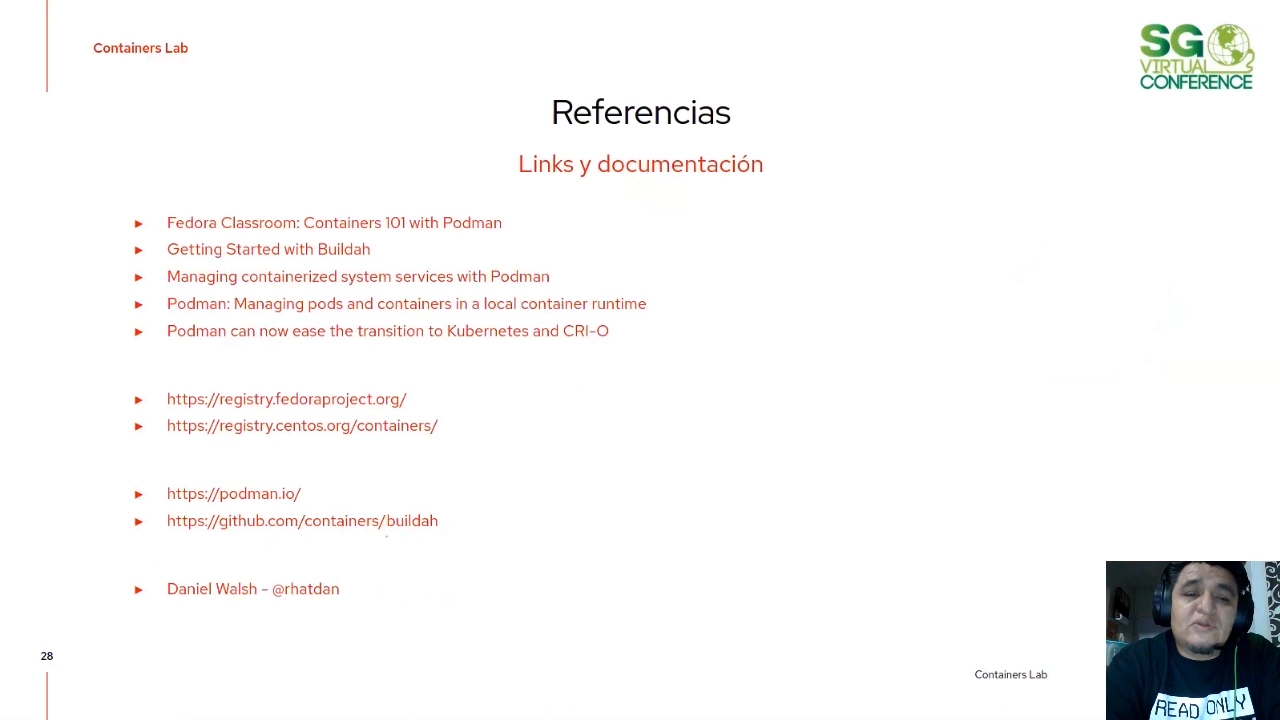 Containers Lab
SG
VIRTUAL
CONFERENCE
Referencias
Links y documentación
► Fedora Classroom: Containers 101 with Podman
► Getting Started with Buildah
► Managing containerized system services with Podman
► Podman: Managing pods and containers in a local container runtime
► Podman can now ease the transition to Kubernetes and CRI-O
► https://registry.fedoraproject.org/
► https://registry.centos.org/containers/
► https://podman.io/
► https://github.com/containers/buildah
► Daniel Walsh - @rhatdan
28
Containers Lab
READ ONLY